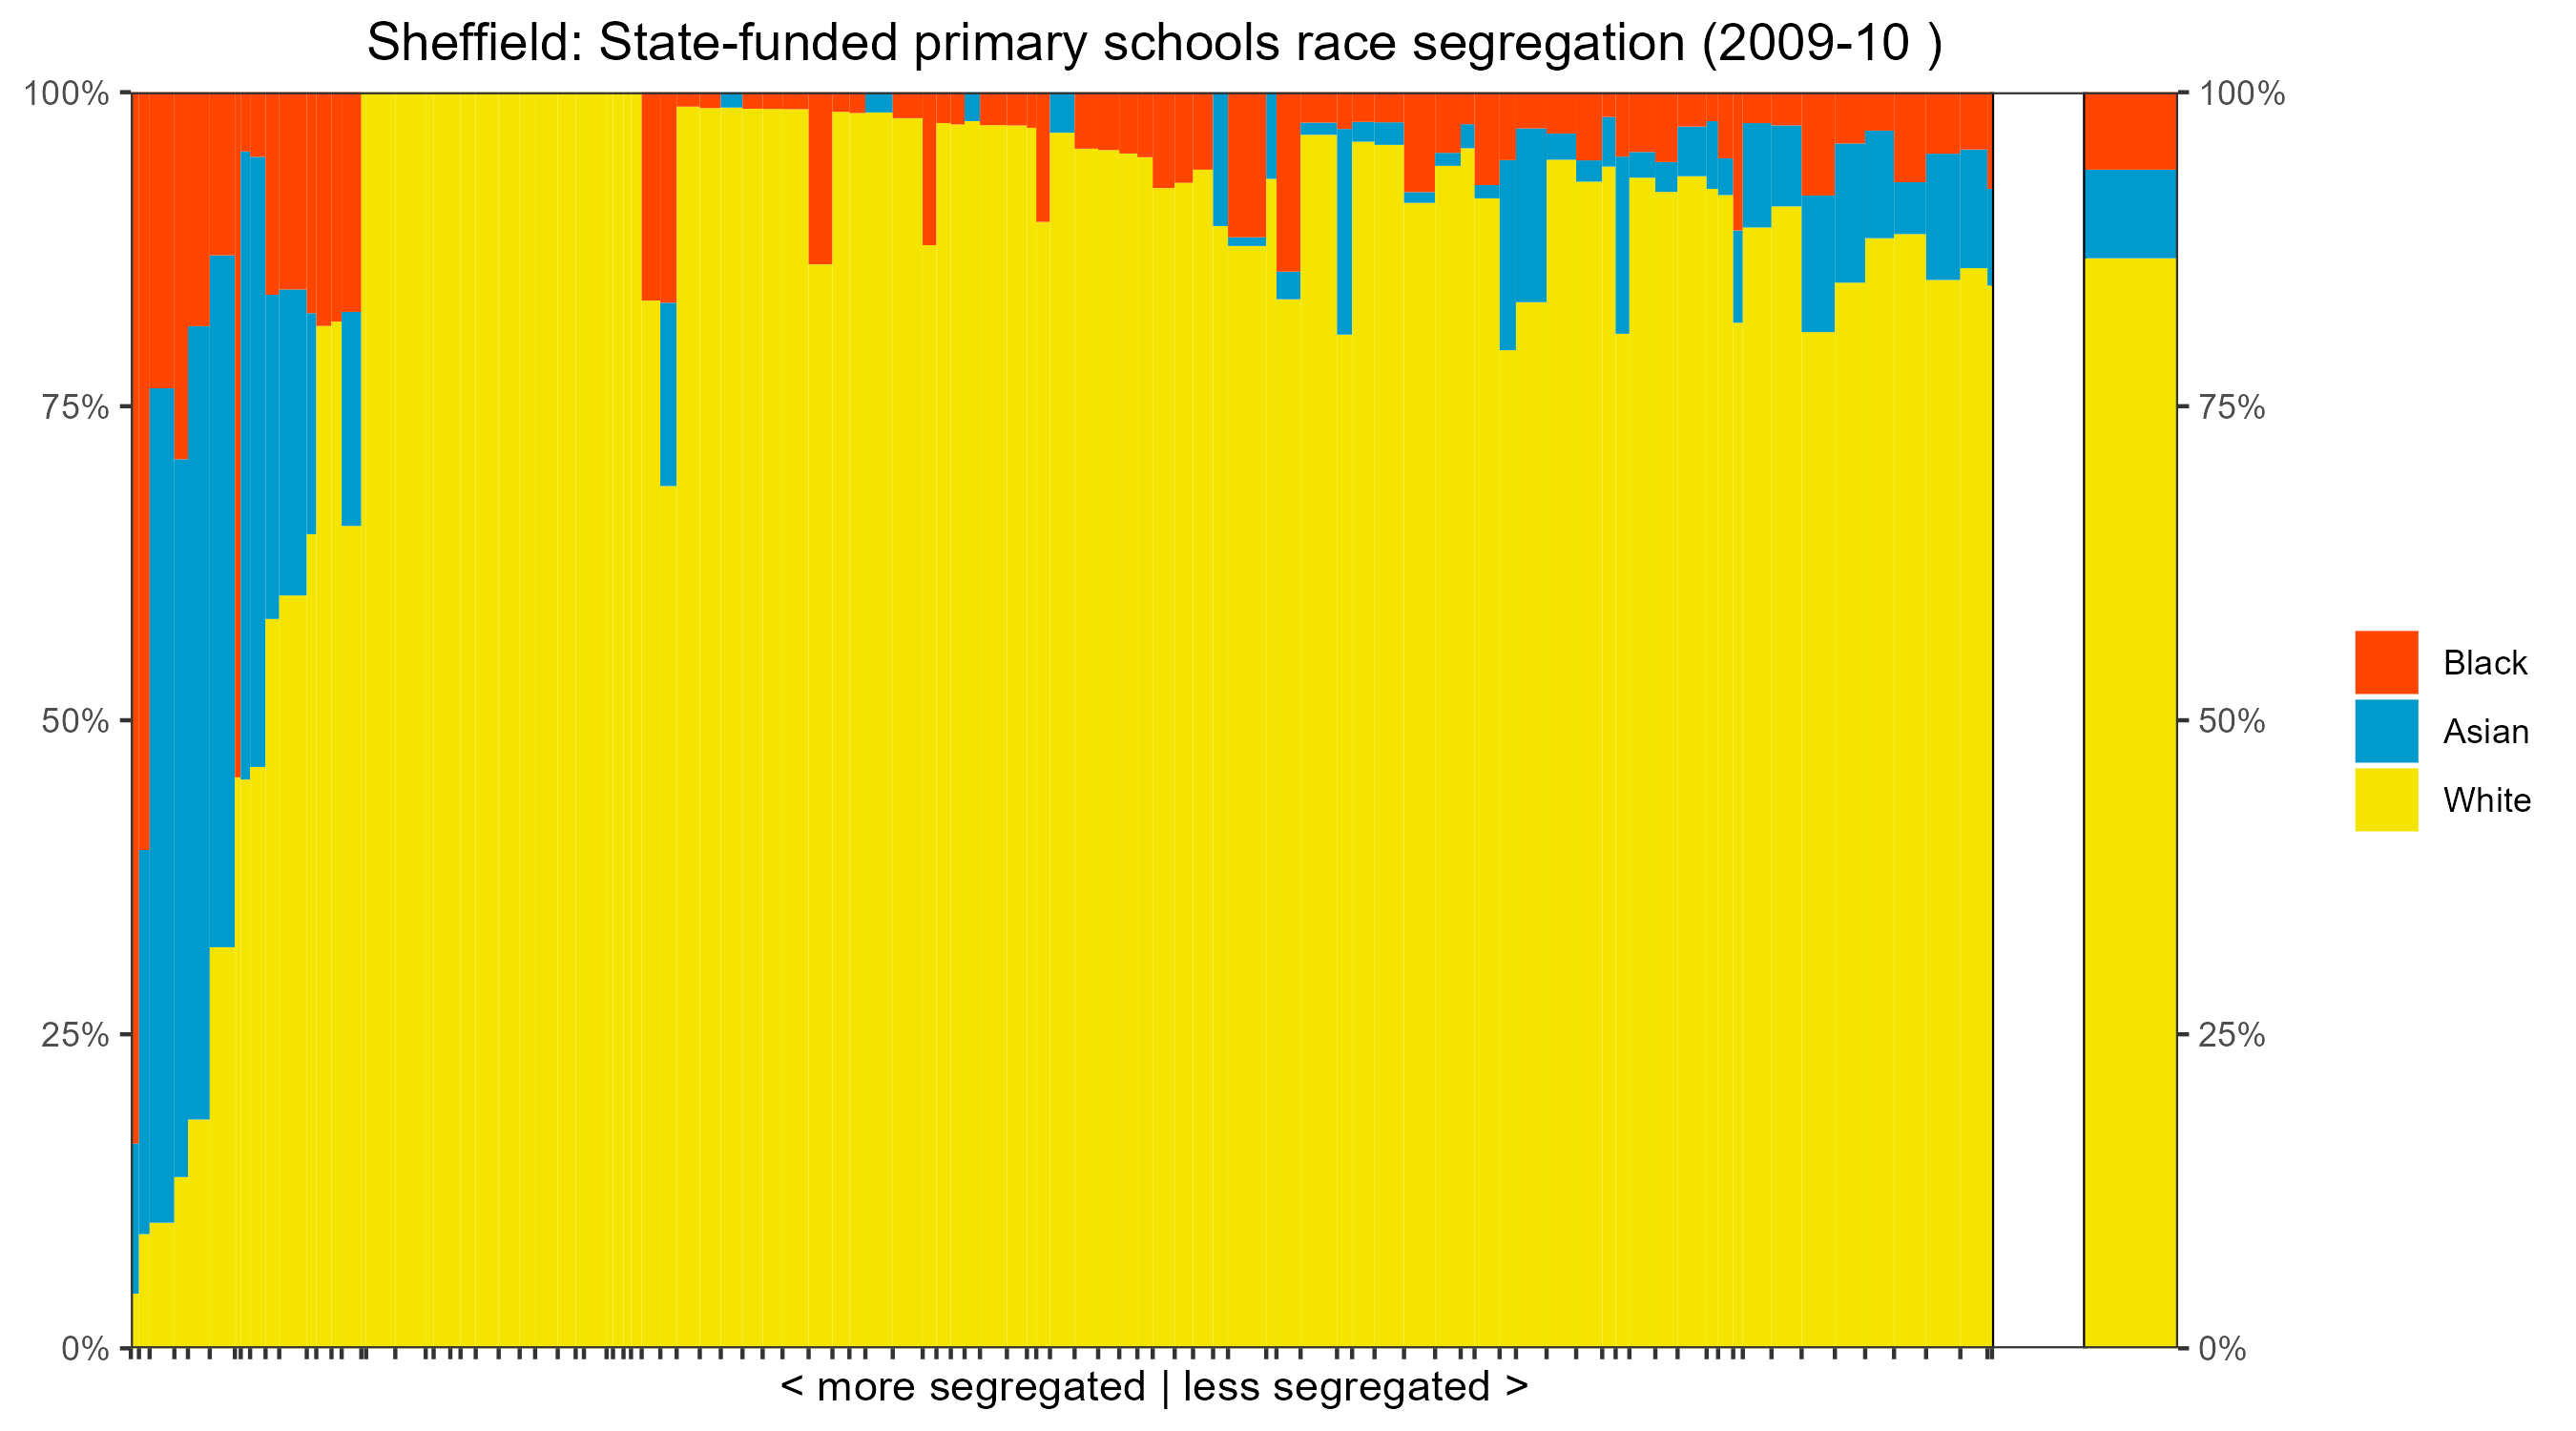 Sheffield: State-funded primary schools race segregation (2009-10 )
100%
75%
50%
25%
0%
100%
75%
50%
25%
0%
Black
Asian
White
< more segregated | less segregated >